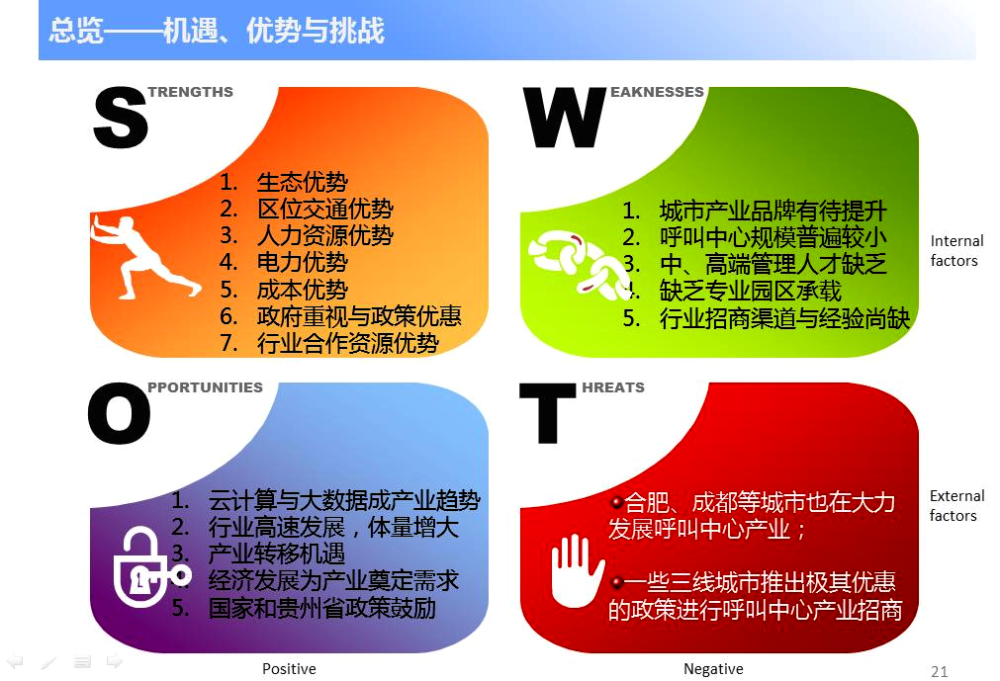 总览——机遇、优势与挑战
STRENGTHS
1. 生态优势
2. 区位交通优势
3. 人力资源优势
4. 电力优势
5. 成本优势
6. 政府重视与政策优惠
7. 行业合作资源优势
WEAKNESSES
1. 城市产业品牌有待提升
2. 呼叫中心规模普遍较小
3. 中、高端管理人才缺乏
4. 缺乏专业园区承载
5. 行业招商渠道与经验尚缺
Internal
factors
OPPORTUNITIES
1. 云计算与大数据成产业趋势
2. 行业高速发展，体量增大
3. 产业转移机遇
4. 经济发展为产业奠定需求
5. 国家和贵州省政策鼓励
THREATS
合肥、成都等城市也在大力
发展呼叫中心产业；
一些三线城市推出极其优惠
的政策进行呼叫中心产业招商
External
factors
Positive
Negative
21